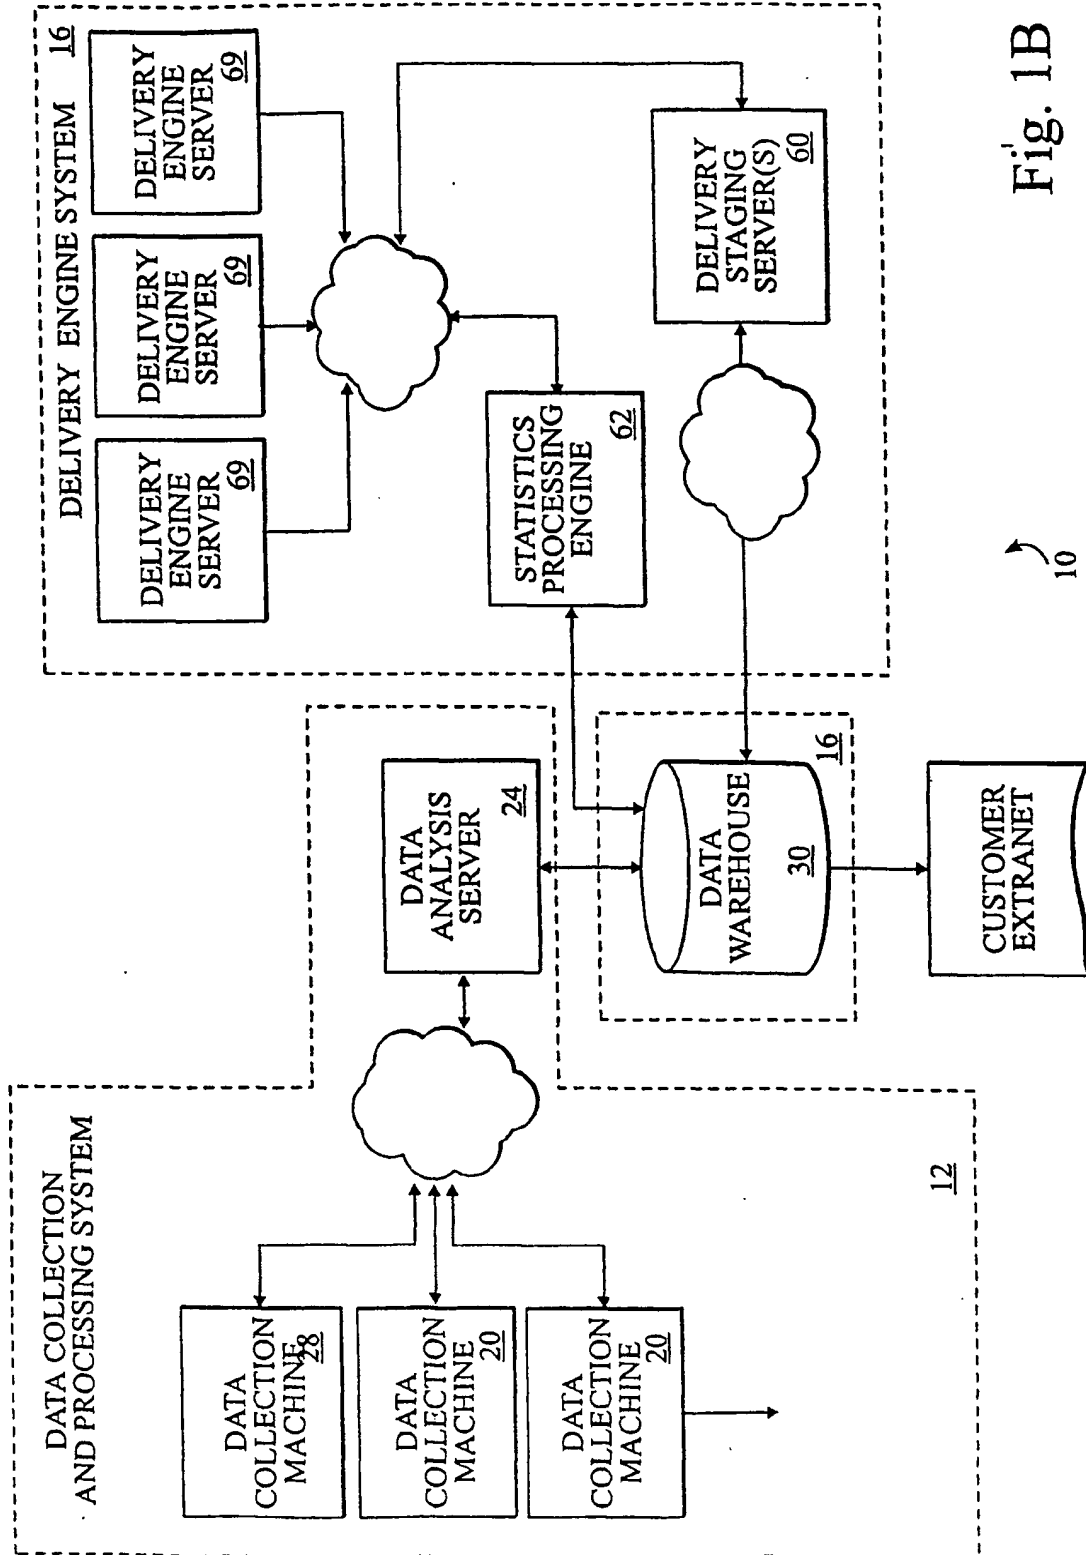 DATA COLLECTION
AND PROCESSING SYSTEM
DATA
COLLECTION
MACHINE
28
DATA
COLLECTION
MACHINE
20
DATA
COLLECTION
MACHINE
20
12
DATA
ANALYSIS
SERVER
24
DATA
WAREHOUSE
30
16
CUSTOMER
EXTRANET
DELIVERY ENGINE SYSTEM
16
DELIVERY
ENGINE
SERVER
69
DELIVERY
ENGINE
SERVER
69
DELIVERY
ENGINE
SERVER
69
STATISTICS
PROCESSING
ENGINE
62
DELIVERY
STAGING
SERVER(S)
60
10
Fig. 1B